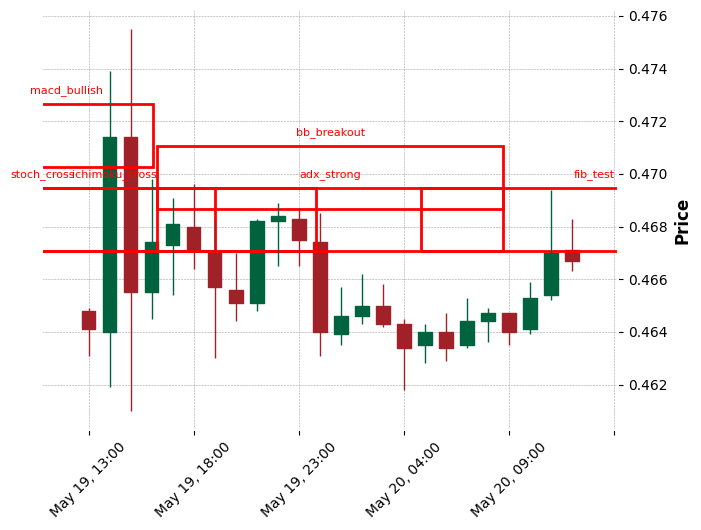 0.476
0.474
macd_bullish
0.472
bb_breakout
0.470
stoch_cross
ichimoku_cross
adx_strong
fib_test
0.468
0.466
0.464
0.462
Price
May 19, 13:00
May 19, 18:00
May 19, 23:00
May 20, 04:00
May 20, 09:00